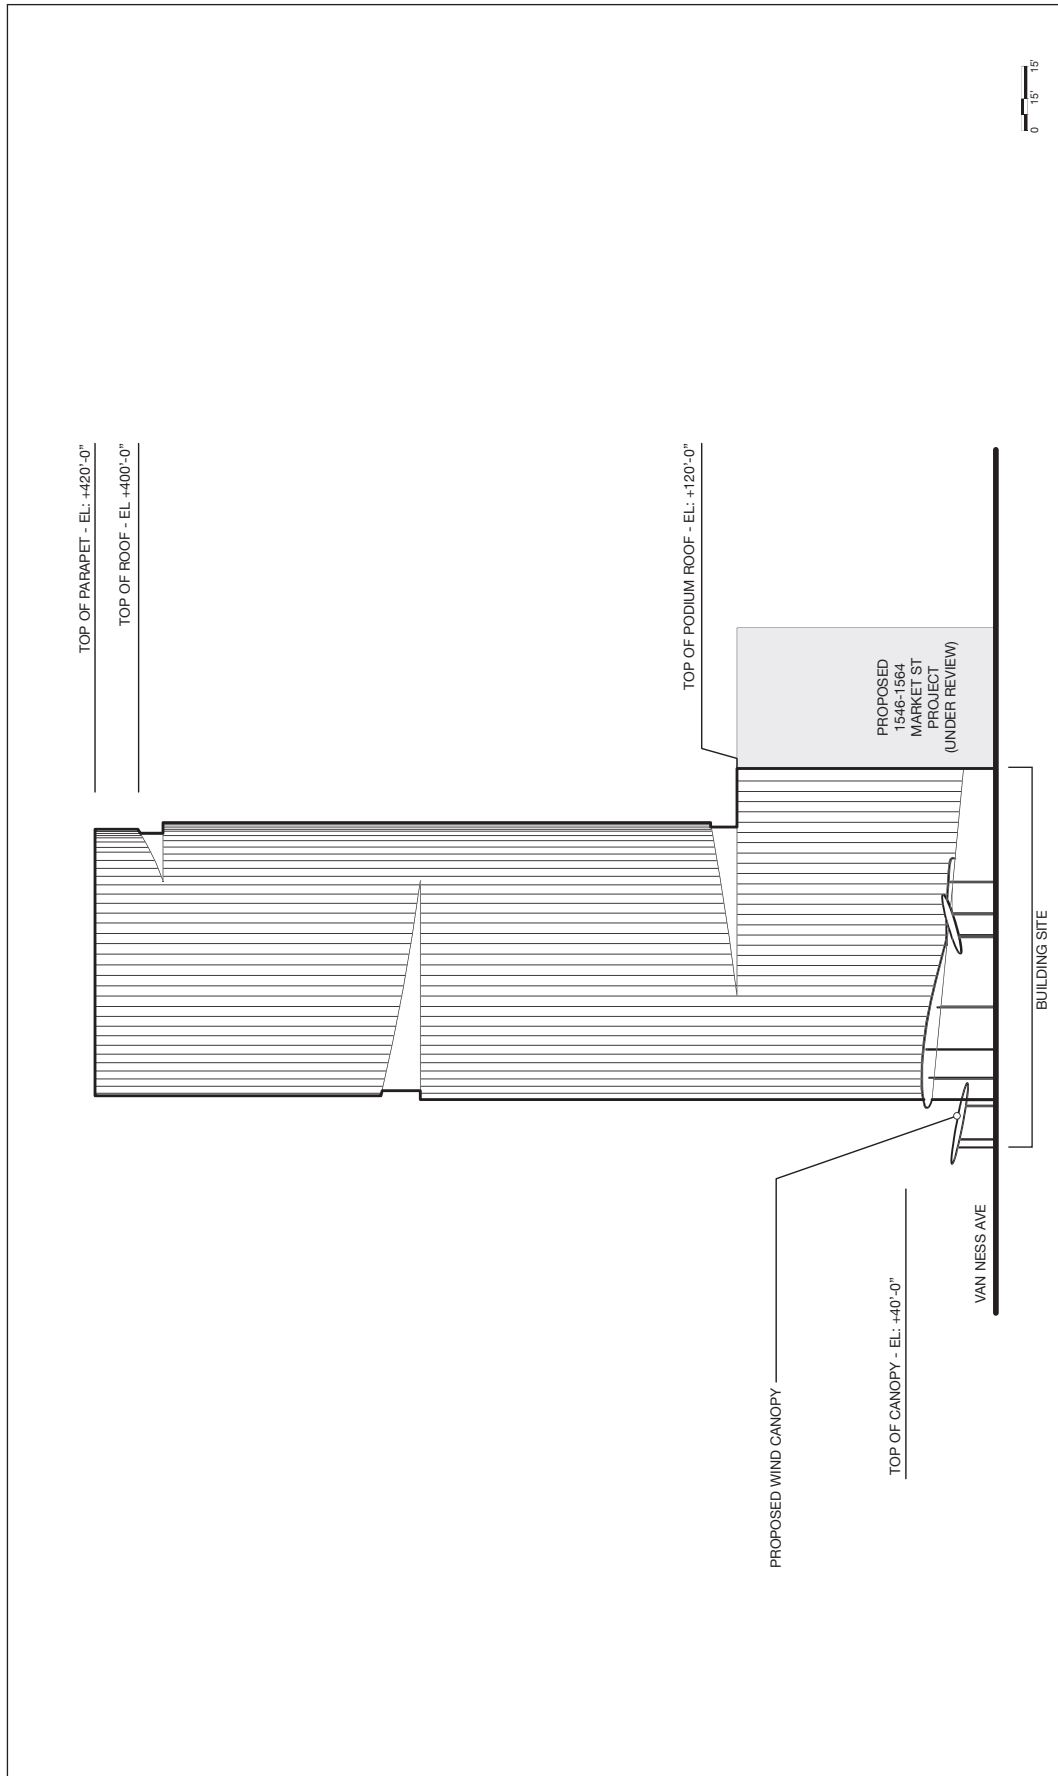 TOP OF PARAPET - EL: +420'-0"
TOP OF ROOF - EL +400'-0"
TOP OF PODIUM ROOF - EL: +120'-0"
PROPOSED
1546-1564
MARKET ST
PROJECT
(UNDER REVIEW)
PROPOSED WIND CANOPY
TOP OF CANOPY - EL: +40'-0"
VAN NESS AVE
BUILDING SITE
0 15' 15'